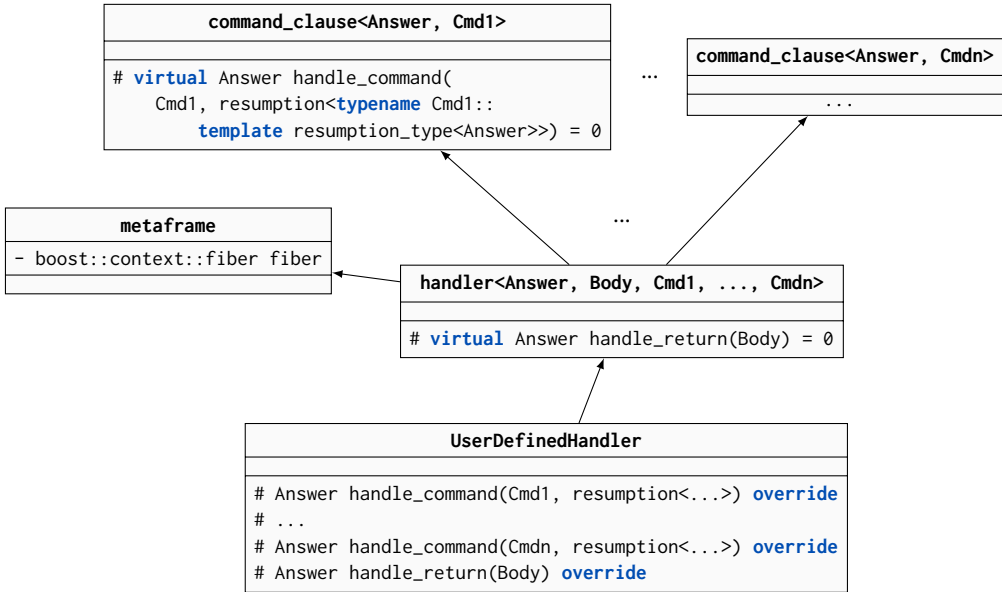 command_clause<Answer, Cmd1>
# virtual Answer handle_command(
Cmd1, resumption<typename Cmd1::
template resumption_type<Answer>>) = 0
...
command_clause<Answer, Cmdn>
...
...
metaframe
- boost::context::fiber fiber
handler<Answer, Body, Cmd1, ..., Cmdn>
# virtual Answer handle_return(Body) = 0
UserDefinedHandler
# Answer handle_command(Cmd1, resumption<...>) override
# ...
# Answer handle_command(Cmdn, resumption<...>) override
# Answer handle_return(Body) override